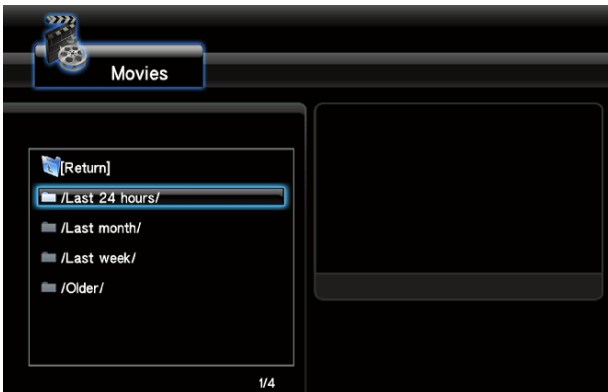 Movies
[Return]
/Last 24 hours/
/Last month/
/Last week/
/Older/
1/4